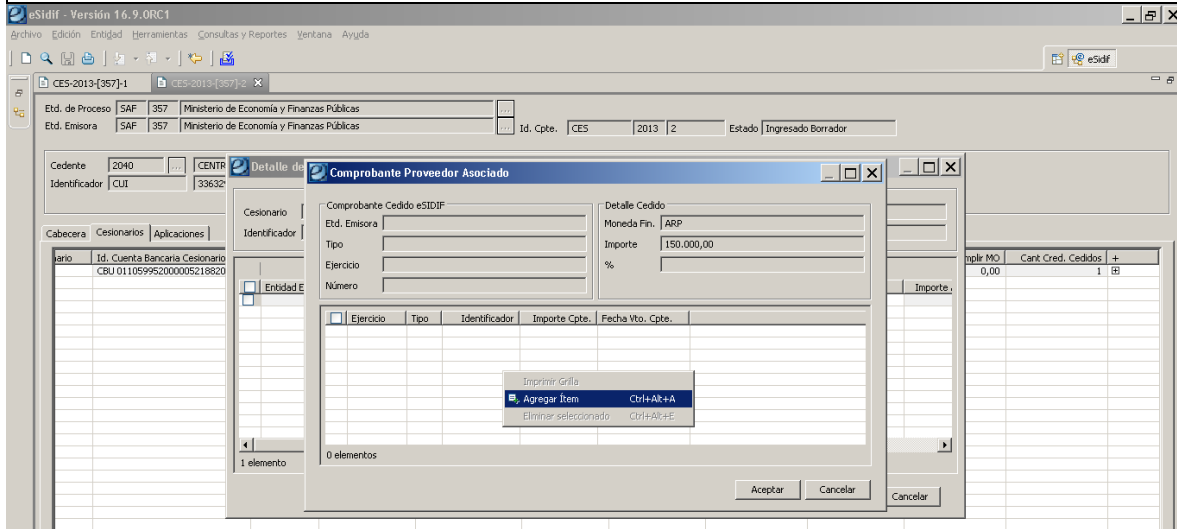 eSidif - Versión 16.9.0RC1
Archivo Edición Entidad Herramientas Consultas y Reportes Ventana Ayuda
eSidif
CES-2013-[357]-1 CES-2013-[357]-2
Etd. de Proceso SAF 357 Ministerio de Economía y Finanzas Públicas ...
Etd. Emisora SAF 357 Ministerio de Economía y Finanzas Públicas ... Id. Cpte. CES 2013 2 Estado Ingresado Borrador
Cedente 2040 ... CENTR
Identificador CUI 33632
Detalle de
Comprobante Proveedor Asociado
Cesionario
Identificador
Comprobante Cedido eSIDIF
Etd. Emisora
Tipo
Ejercicio
Número
Detalle Cedido
Moneda Fin. ARP
Importe 150.000,00
%
Cabecera Cesionarios Aplicaciones
nario Id. Cuenta Bancaria Cesionario mplir MO Cant Cred. Cedidos +
CBU 011059952000005218820 0,00 1
Entidad E Importe
Ejercicio Tipo Identificador Importe Cpte. Fecha Vto. Cpte.
Imprimir Grilla
Agregar Ítem Ctrl+Alt+A
Eliminar seleccionado Ctrl+Alt+E
0 elementos
1 elemento
Aceptar Cancelar
Cancelar